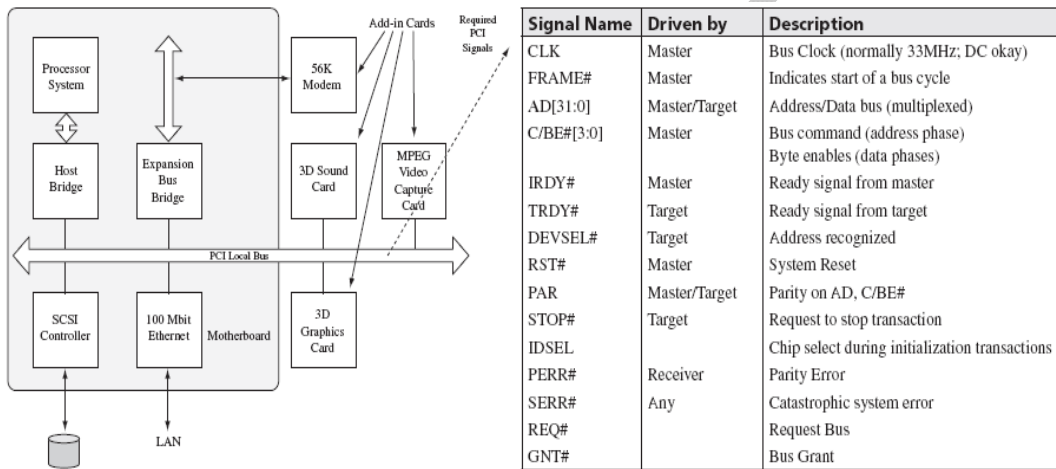 Add-in Cards
Required
PCI
Signals
Processor
System
56K
Modem
Host
Bridge
Expansion
Bus
Bridge
3D Sound
Card
MPEG
Video
Capture
Card
PCI Local Bus
SCSI
Controller
100 Mbit
Ethernet
Motherboard
3D
Graphics
Card
LAN
Signal Name Driven by Description
CLK Master Bus Clock (normally 33MHz; DC okay)
FRAME# Master Indicates start of a bus cycle
AD[31:0] Master/Target Address/Data bus (multiplexed)
C/BE#[3:0] Master Bus command (address phase)
Byte enables (data phases)
IRDY# Master Ready signal from master
TRDY# Target Ready signal from target
DEVSEL# Target Address recognized
RST# Master System Reset
PAR Master/Target Parity on AD, C/BE#
STOP# Target Request to stop transaction
IDSEL Chip select during initialization transactions
PERR# Receiver Parity Error
SERR# Any Catastrophic system error
REQ# Request Bus
GNT# Bus Grant